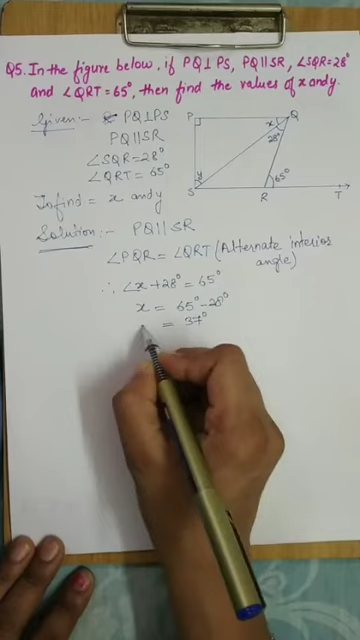 Q5. In the figure below, if PQ⊥PS, PQ∥SR, ∠SQR=28°
and ∠QRT=65°, then find the values of x and y.
Given:- PQ⊥PS
PQ∥SR
∠SQR=28°
∠QRT=65°
To find = x and y
P Q
x
28°
y
65°
S R T
Solution:- PQ∥SR
∠PQR = ∠QRT (Alternate interior
angle)
∴ ∠x+28° = 65°
x = 65°-28°
= 37°